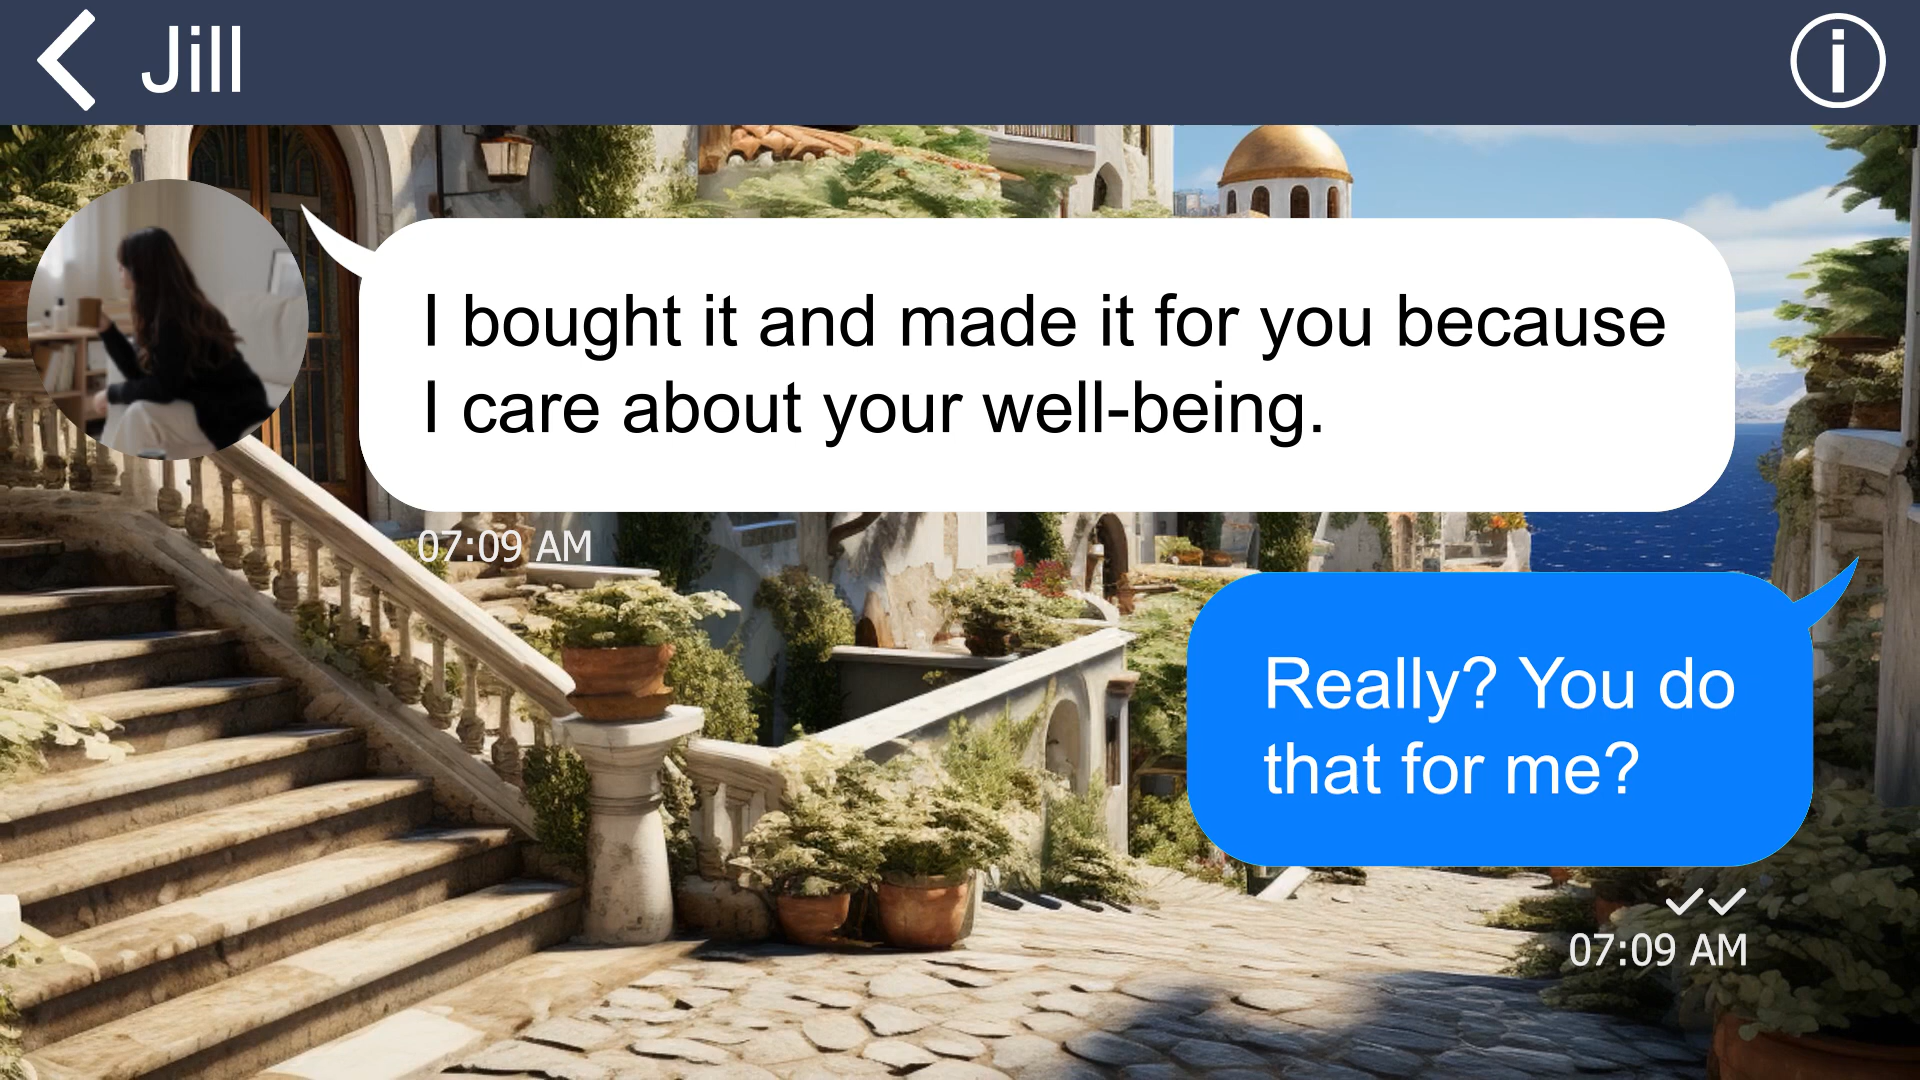 Jill
I bought it and made it for you because
I care about your well-being.
07:09 AM
Really? You do
that for me?
07:09 AM